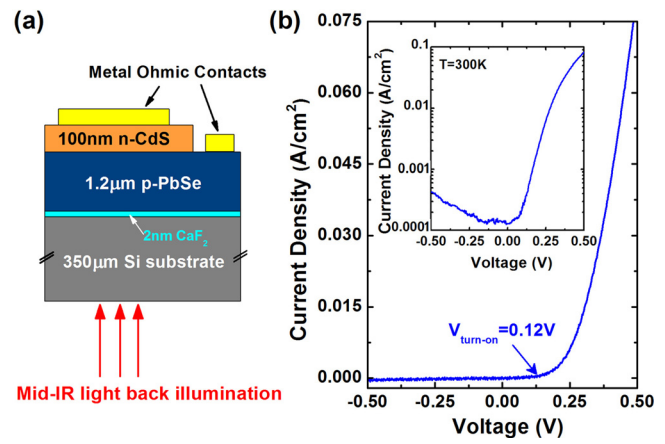 (a)
Metal Ohmic Contacts
100nm n-CdS
1.2μm p-PbSe
2nm CaF2
350μm Si substrate
Mid-IR light back illumination
(b)
Current Density (A/cm²)
0.075
0.060
0.045
0.030
0.015
0.000
-0.50
-0.25
0.00
0.25
0.50
Voltage (V)
Vturn-on=0.12V
T=300K
Current Density (A/cm²)
0.1
0.01
0.001
0.0001
-0.50
-0.25
0.00
0.25
0.50
Voltage (V)